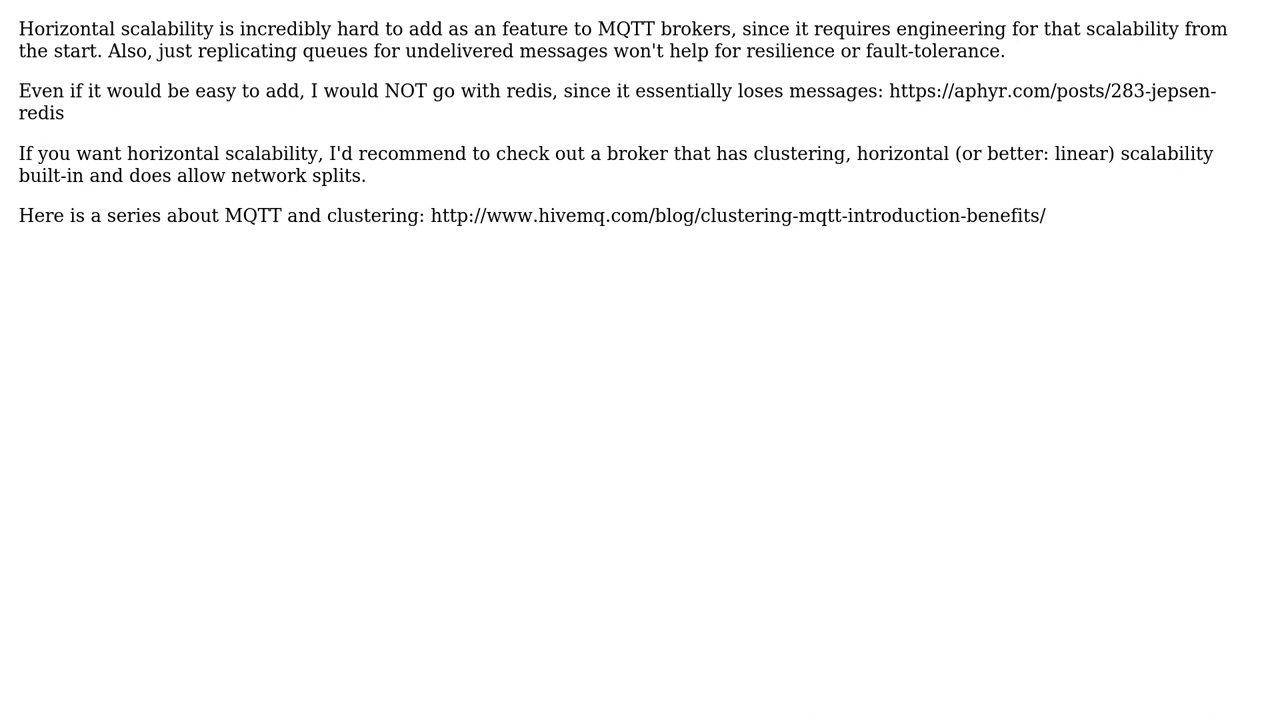 Horizontal scalability is incredibly hard to add as an feature to MQTT brokers, since it requires engineering for that scalability from
the start. Also, just replicating queues for undelivered messages won't help for resilience or fault-tolerance.
Even if it would be easy to add, I would NOT go with redis, since it essentially loses messages: https://aphyr.com/posts/283-jepsen-
redis
If you want horizontal scalability, I'd recommend to check out a broker that has clustering, horizontal (or better: linear) scalability
built-in and does allow network splits.
Here is a series about MQTT and clustering: http://www.hivemq.com/blog/clustering-mqtt-introduction-benefits/